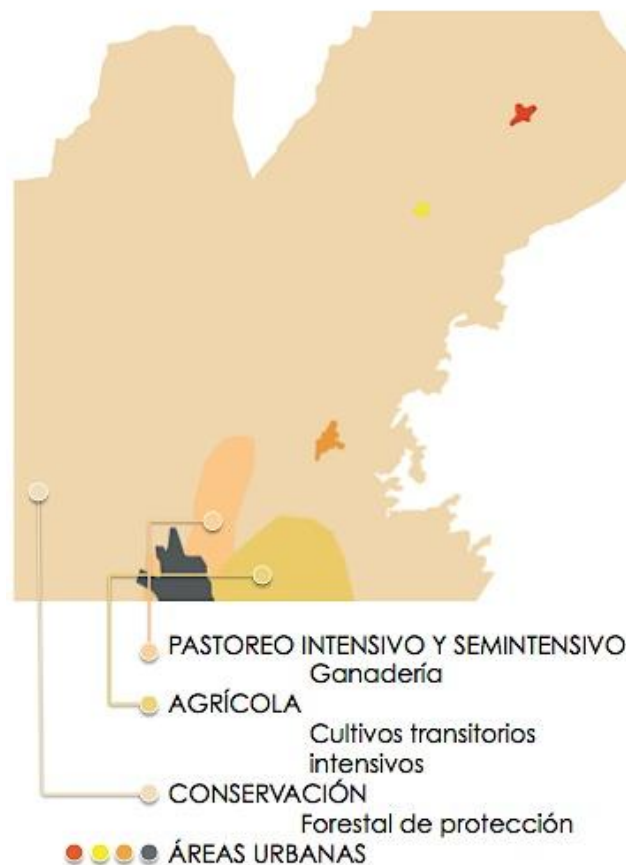 PASTOREO INTENSIVO Y SEMINTENSIVO
Ganadería
AGRÍCOLA
Cultivos transitorios
intensivos
CONSERVACIÓN
Forestal de protección
ÁREAS URBANAS